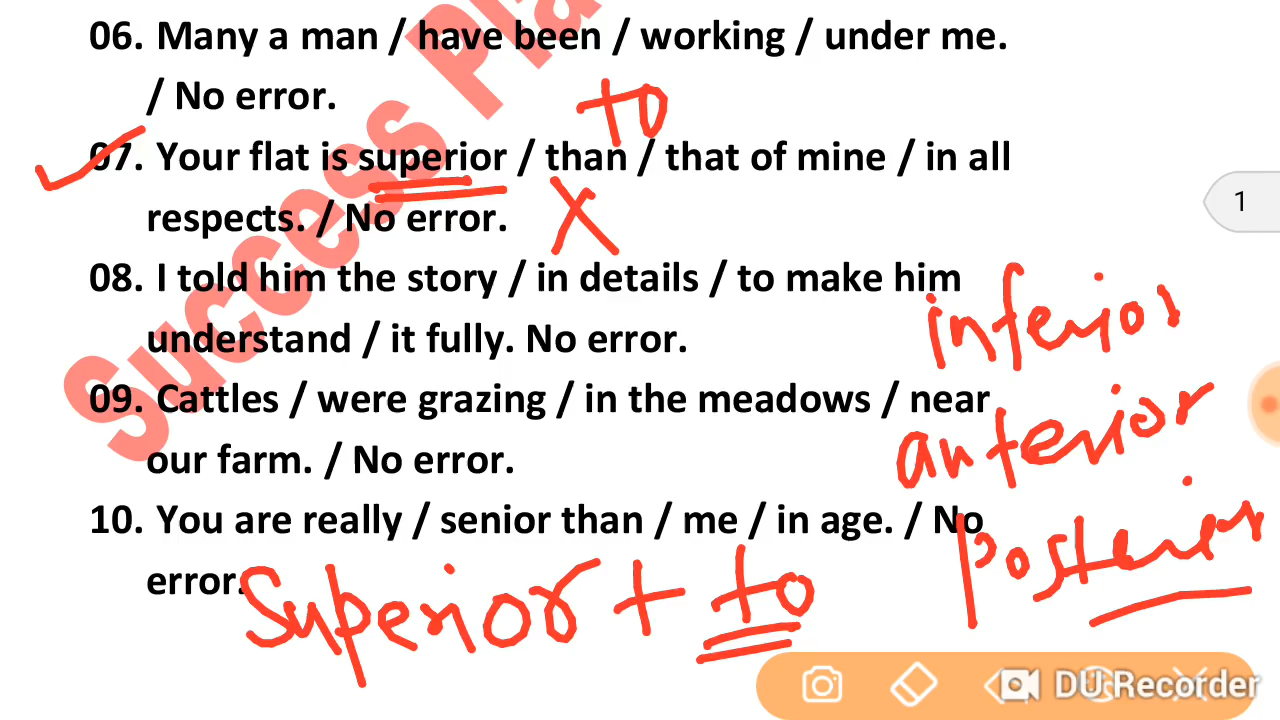 06. Many a man / have been / working / under me.
/ No error.
to
07. Your flat is superior / than / that of mine / in all
respects. / No error.
X
08. I told him the story / in details / to make him
understand / it fully. No error.
inferior
09. Cattles / were grazing / in the meadows / near
our farm. / No error.
anterior
10. You are really / senior than / me / in age. / No
error.
posterior
Superior + to
Success Pla
1
DU Recorder